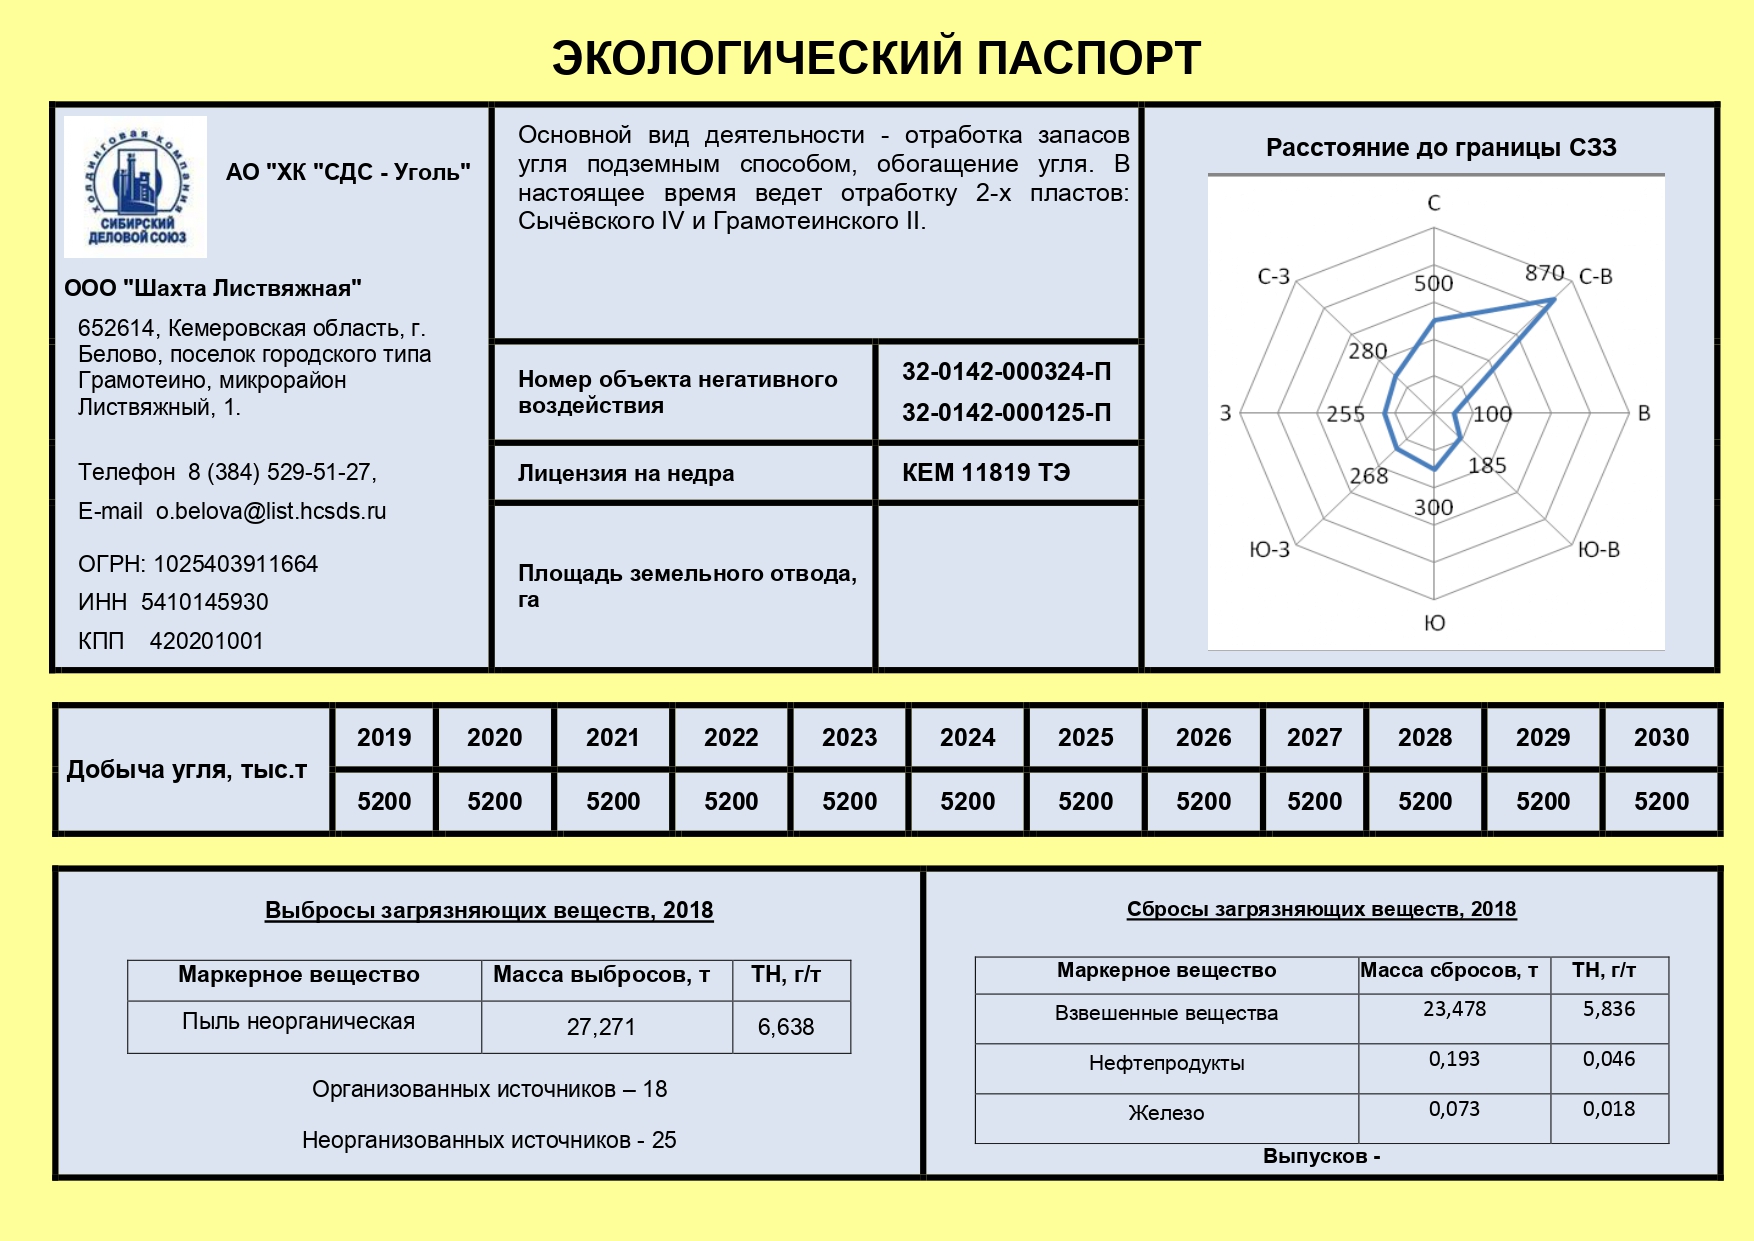 ЭКОЛОГИЧЕСКИЙ ПАСПОРТ
холдинговая компания
СИБИРСКИЙ
ДЕЛОВОЙ СОЮЗ
АО "ХК "СДС - Уголь"
ООО "Шахта Листвяжная"
652614, Кемеровская область, г.
Белово, поселок городского типа
Грамотеино, микрорайон
Листвяжный, 1.
Телефон 8 (384) 529-51-27,
E-mail o.belova@list.hcsds.ru
ОГРН: 1025403911664
ИНН 5410145930
КПП 420201001
Основной вид деятельности - отработка запасов
угля подземным способом, обогащение угля. В
настоящее время ведет отработку 2-х пластов:
Сычёвского IV и Грамотеинского II.
Номер объекта негативного
воздействия
32-0142-000324-П
32-0142-000125-П
Лицензия на недра
КЕМ 11819 ТЭ
Площадь земельного отвода,
га
Расстояние до границы СЗЗ
С
С-З 500 870 С-В
280
З 255 100 В
268 185
300
Ю-З Ю-В
Ю
Добыча угля, тыс.т
2019 2020 2021 2022 2023 2024 2025 2026 2027 2028 2029 2030
5200 5200 5200 5200 5200 5200 5200 5200 5200 5200 5200 5200
Выбросы загрязняющих веществ, 2018
Маркерное вещество Масса выбросов, т ТН, г/т
Пыль неорганическая 27,271 6,638
Организованных источников – 18
Неорганизованных источников - 25
Сбросы загрязняющих веществ, 2018
Маркерное вещество Масса сбросов, т ТН, г/т
Взвешенные вещества 23,478 5,836
Нефтепродукты 0,193 0,046
Железо 0,073 0,018
Выпусков -